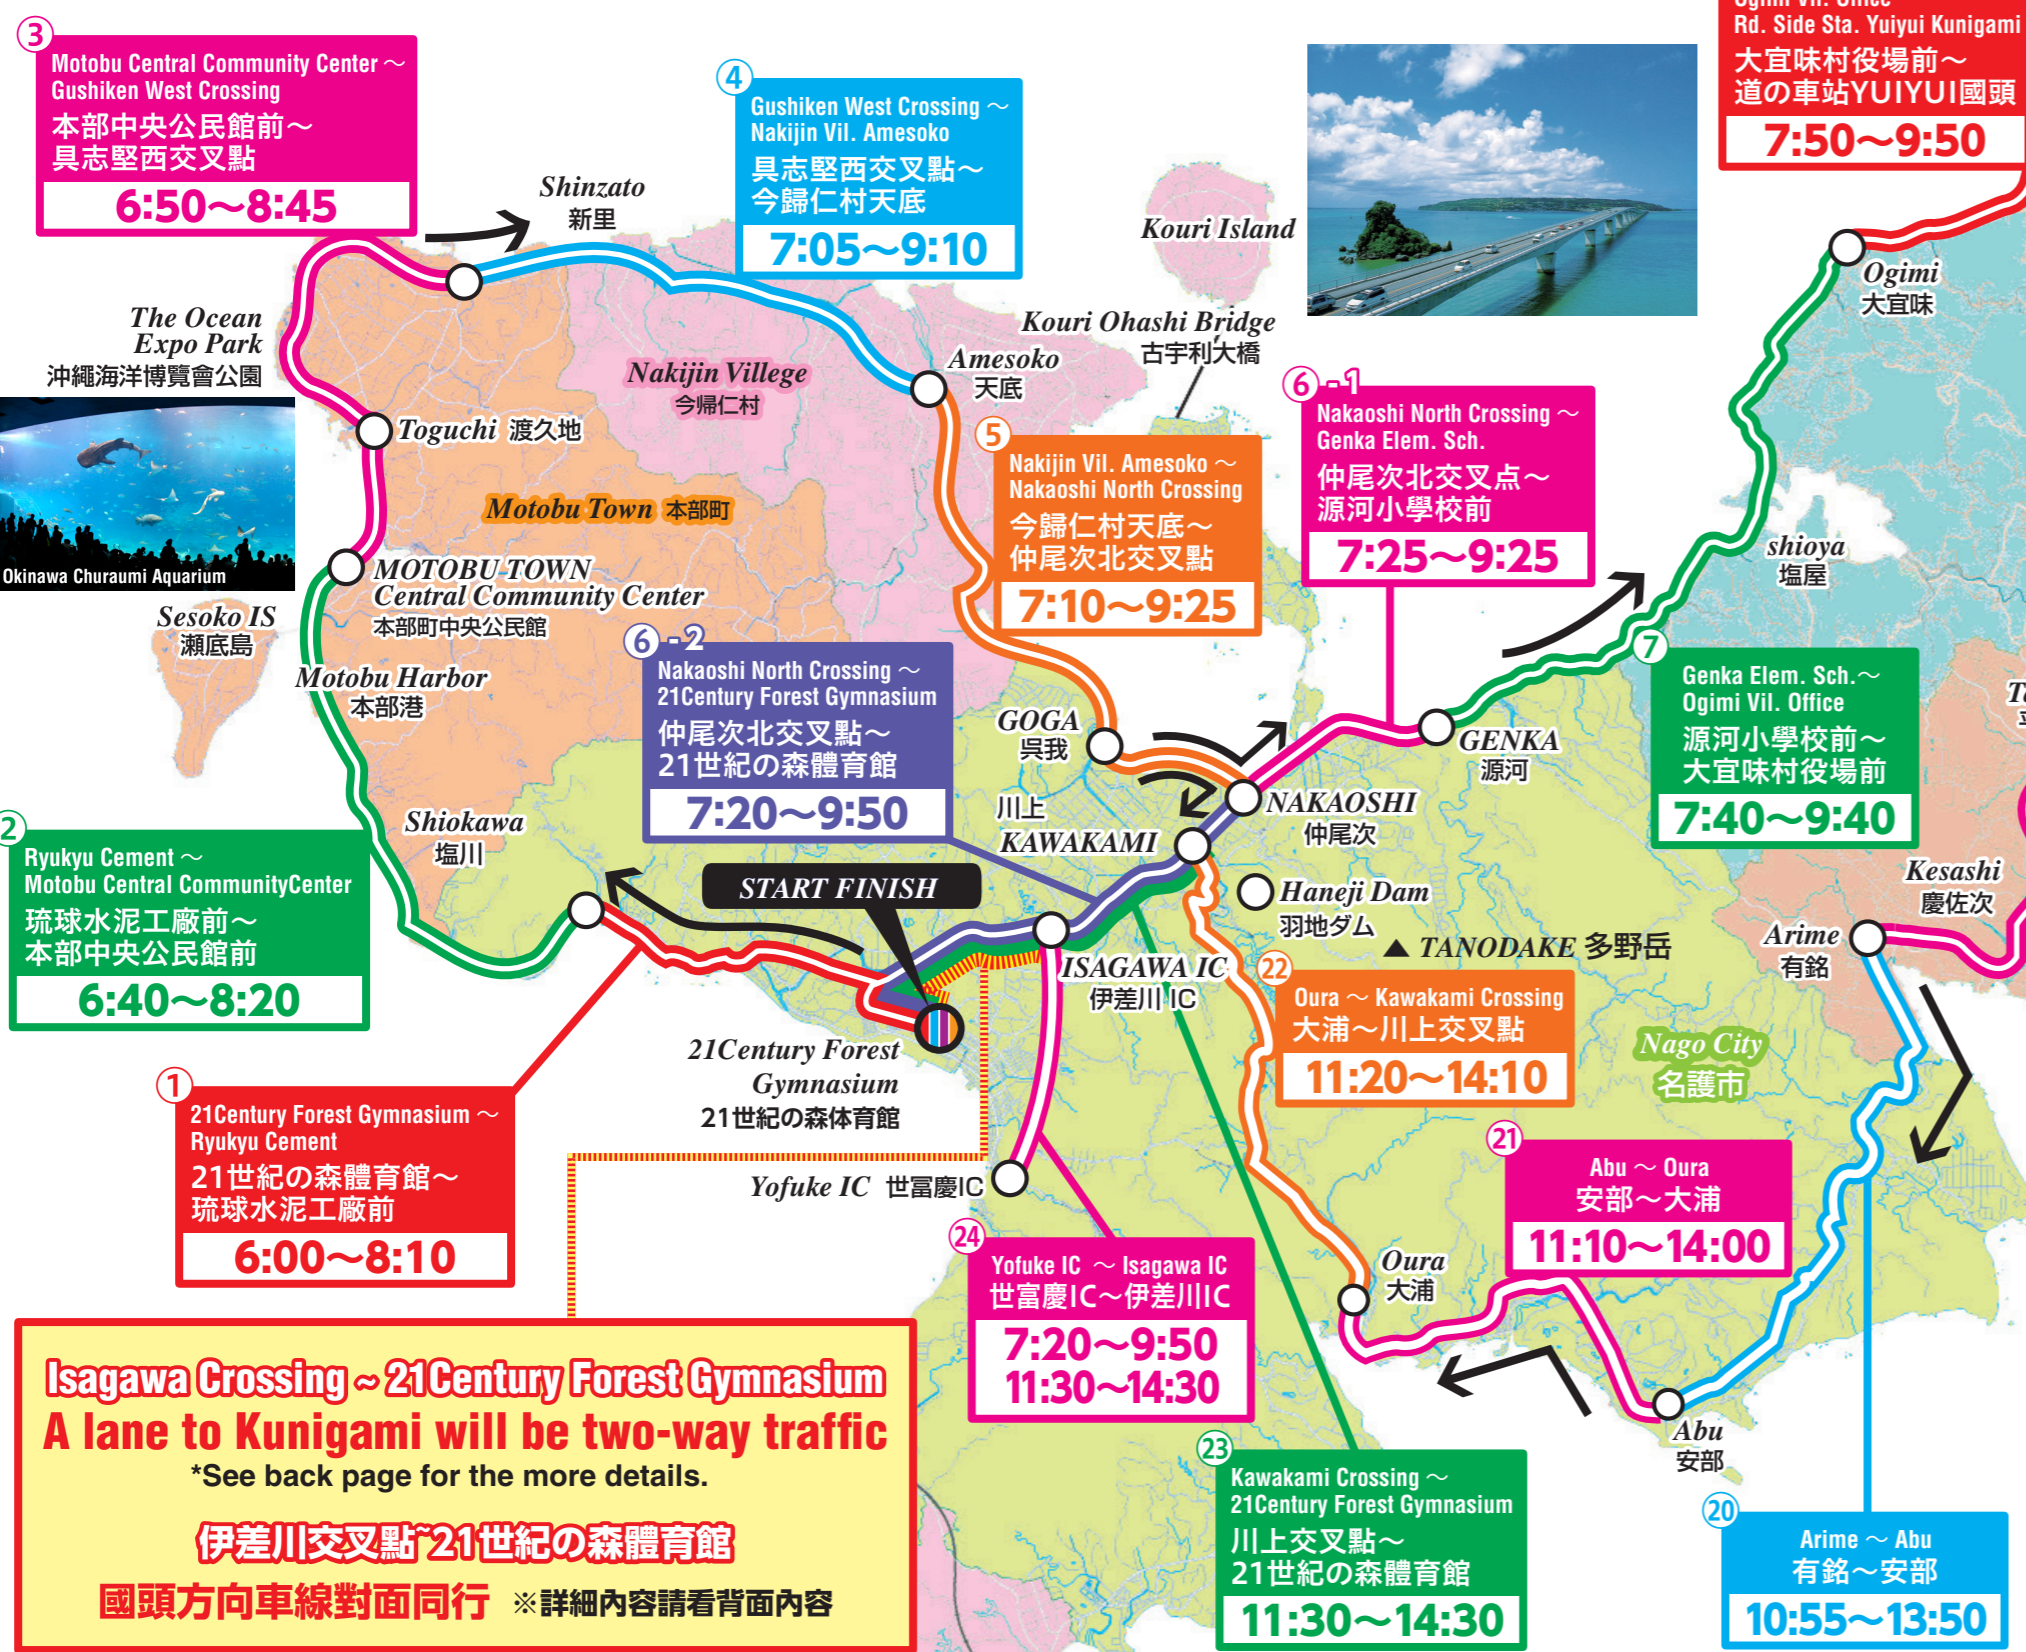 ③
Motobu Central Community Center ～
Gushiken West Crossing
本部中央公民館前～
具志堅西交叉點
6:50～8:45
④
Gushiken West Crossing ～
Nakijin Vil. Amesoko
具志堅西交叉點～
今歸仁村天底
7:05～9:10
Ogimi Vil. Office
Rd. Side Sta. Yuiyui Kunigami
大宜味村役場前～
道の車站YUIYUI國頭
7:50～9:50
Shinzato
新里
Kouri Island
Ogimi
大宜味
The Ocean
Expo Park
沖繩海洋博覽會公園
Kouri Ohashi Bridge
古宇利大橋
Nakijin Villege
今帰仁村
Amesoko
天底
Toguchi 渡久地
Okinawa Churaumi Aquarium
Motobu Town 本部町
⑤
Nakijin Vil. Amesoko ～
Nakaoshi North Crossing
今歸仁村天底～
仲尾次北交叉點
7:10～9:25
⑥-1
Nakaoshi North Crossing ～
Genka Elem. Sch.
仲尾次北交叉点～
源河小學校前
7:25～9:25
shioya
塩屋
MOTOBU TOWN
Central Community Center
本部町中央公民館
Sesoko IS
瀬底島
Motobu Harbor
本部港
⑥-2
Nakaoshi North Crossing ～
21Century Forest Gymnasium
仲尾次北交叉點～
21世紀の森體育館
7:20～9:50
⑦
Genka Elem. Sch.～
Ogimi Vil. Office
源河小學校前～
大宜味村役場前
7:40～9:40
GOGA
呉我
GENKA
源河
川上
KAWAKAMI
NAKAOSHI
仲尾次
Shiokawa
塩川
2
Ryukyu Cement ～
Motobu Central CommunityCenter
琉球水泥工廠前～
本部中央公民館前
6:40～8:20
START FINISH
Haneji Dam
羽地ダム
▲ TANODAKE 多野岳
Kesashi
慶佐次
Arime
有銘
ISAGAWA IC
伊差川 IC
㉒
Oura ～ Kawakami Crossing
大浦～川上交叉點
11:20～14:10
Nago City
名護市
21Century Forest
Gymnasium
21世紀の森体育館
①
21Century Forest Gymnasium ～
Ryukyu Cement
21世紀の森體育館～
琉球水泥工廠前
6:00～8:10
Yofuke IC 世冨慶IC
㉑
Abu ～ Oura
安部～大浦
11:10～14:00
㉔
Yofuke IC ～ Isagawa IC
世富慶IC～伊差川IC
7:20～9:50
11:30～14:30
Oura
大浦
Abu
安部
Isagawa Crossing ~ 21Century Forest Gymnasium
A lane to Kunigami will be two-way traffic
*See back page for the more details.
伊差川交叉點~21世紀の森體育館
國頭方向車線對面同行 ※詳細內容請看背面內容
㉓
Kawakami Crossing ～
21Century Forest Gymnasium
川上交叉點～
21世紀の森體育館
11:30～14:30
⑳
Arime ～ Abu
有銘～安部
10:55～13:50